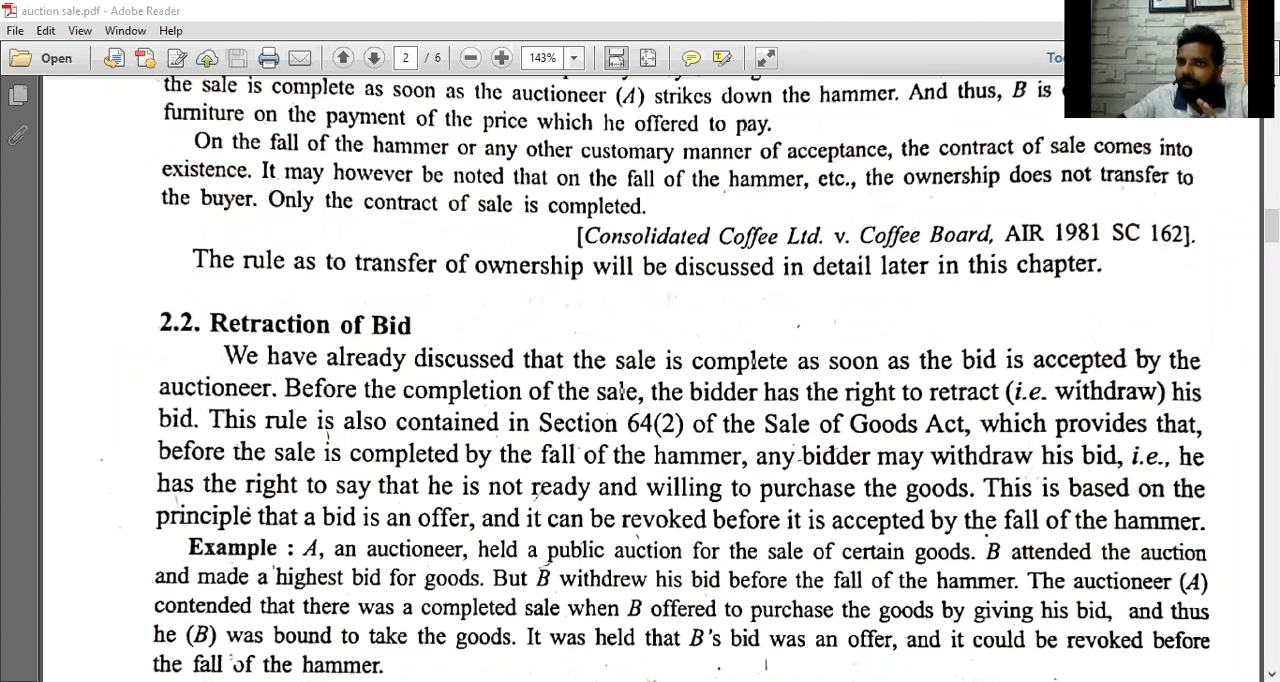 auction sale.pdf - Adobe Reader
File Edit View Window Help
Open 2 / 6 143%
the sale is complete as soon as the auctioneer (A) strikes down the hammer. And thus, B is
furniture on the payment of the price which he offered to pay.
On the fall of the hammer or any other customary manner of acceptance, the contract of sale comes into
existence. It may however be noted that on the fall of the hammer, etc., the ownership does not transfer to
the buyer. Only the contract of sale is completed.
[Consolidated Coffee Ltd. v. Coffee Board, AIR 1981 SC 162].
The rule as to transfer of ownership will be discussed in detail later in this chapter.
2.2. Retraction of Bid
We have already discussed that the sale is complete as soon as the bid is accepted by the
auctioneer. Before the completion of the sale, the bidder has the right to retract (i.e. withdraw) his
bid. This rule is also contained in Section 64(2) of the Sale of Goods Act, which provides that,
before the sale is completed by the fall of the hammer, any bidder may withdraw his bid, i.e., he
has the right to say that he is not ready and willing to purchase the goods. This is based on the
principle that a bid is an offer, and it can be revoked before it is accepted by the fall of the hammer.
Example : A, an auctioneer, held a public auction for the sale of certain goods. B attended the auction
and made a highest bid for goods. But B withdrew his bid before the fall of the hammer. The auctioneer (A)
contended that there was a completed sale when B offered to purchase the goods by giving his bid, and thus
he (B) was bound to take the goods. It was held that B's bid was an offer, and it could be revoked before
the fall of the hammer.